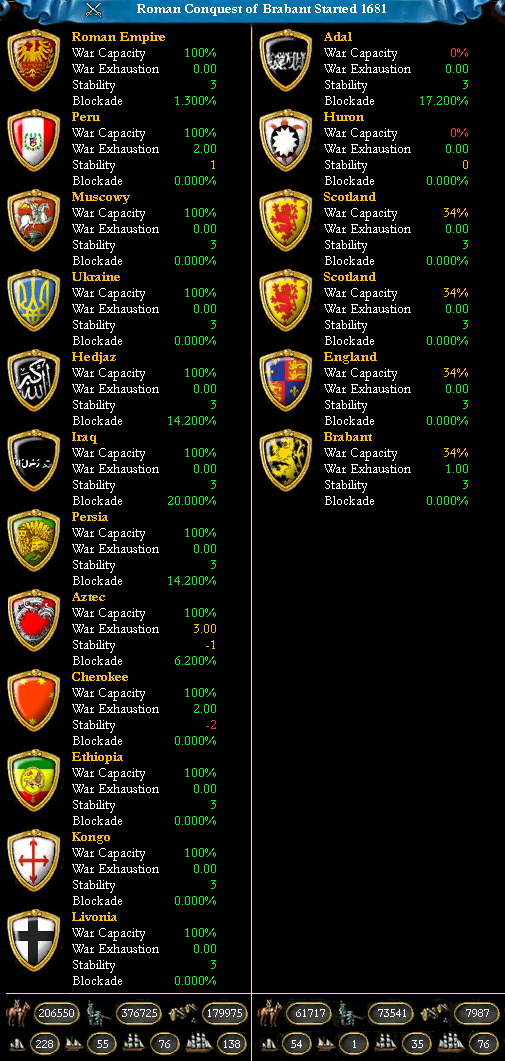 Roman Conquest of Brabant Started 1681
Roman Empire
War Capacity 100%
War Exhaustion 0.00
Stability 3
Blockade 1.300%
Peru
War Capacity 100%
War Exhaustion 2.00
Stability 1
Blockade 0.000%
Muscowy
War Capacity 100%
War Exhaustion 0.00
Stability 3
Blockade 0.000%
Ukraine
War Capacity 100%
War Exhaustion 0.00
Stability 3
Blockade 0.000%
Hedjaz
War Capacity 100%
War Exhaustion 0.00
Stability 3
Blockade 14.200%
Iraq
War Capacity 100%
War Exhaustion 0.00
Stability 3
Blockade 20.000%
Persia
War Capacity 100%
War Exhaustion 0.00
Stability 3
Blockade 14.200%
Aztec
War Capacity 100%
War Exhaustion 3.00
Stability -1
Blockade 6.200%
Cherokee
War Capacity 100%
War Exhaustion 2.00
Stability -2
Blockade 0.000%
Ethiopia
War Capacity 100%
War Exhaustion 0.00
Stability 3
Blockade 0.000%
Kongo
War Capacity 100%
War Exhaustion 0.00
Stability 3
Blockade 0.000%
Livonia
War Capacity 100%
War Exhaustion 0.00
Stability 3
Blockade 0.000%
206550 376725 179975
228 55 76 138
Adal
War Capacity 0%
War Exhaustion 0.00
Stability 3
Blockade 17.200%
Huron
War Capacity 0%
War Exhaustion 0.00
Stability 0
Blockade 0.000%
Scotland
War Capacity 34%
War Exhaustion 0.00
Stability 3
Blockade 0.000%
Scotland
War Capacity 34%
War Exhaustion 0.00
Stability 3
Blockade 0.000%
England
War Capacity 34%
War Exhaustion 0.00
Stability 3
Blockade 0.000%
Brabant
War Capacity 34%
War Exhaustion 1.00
Stability 3
Blockade 0.000%
61717 73541 7987
54 1 35 76